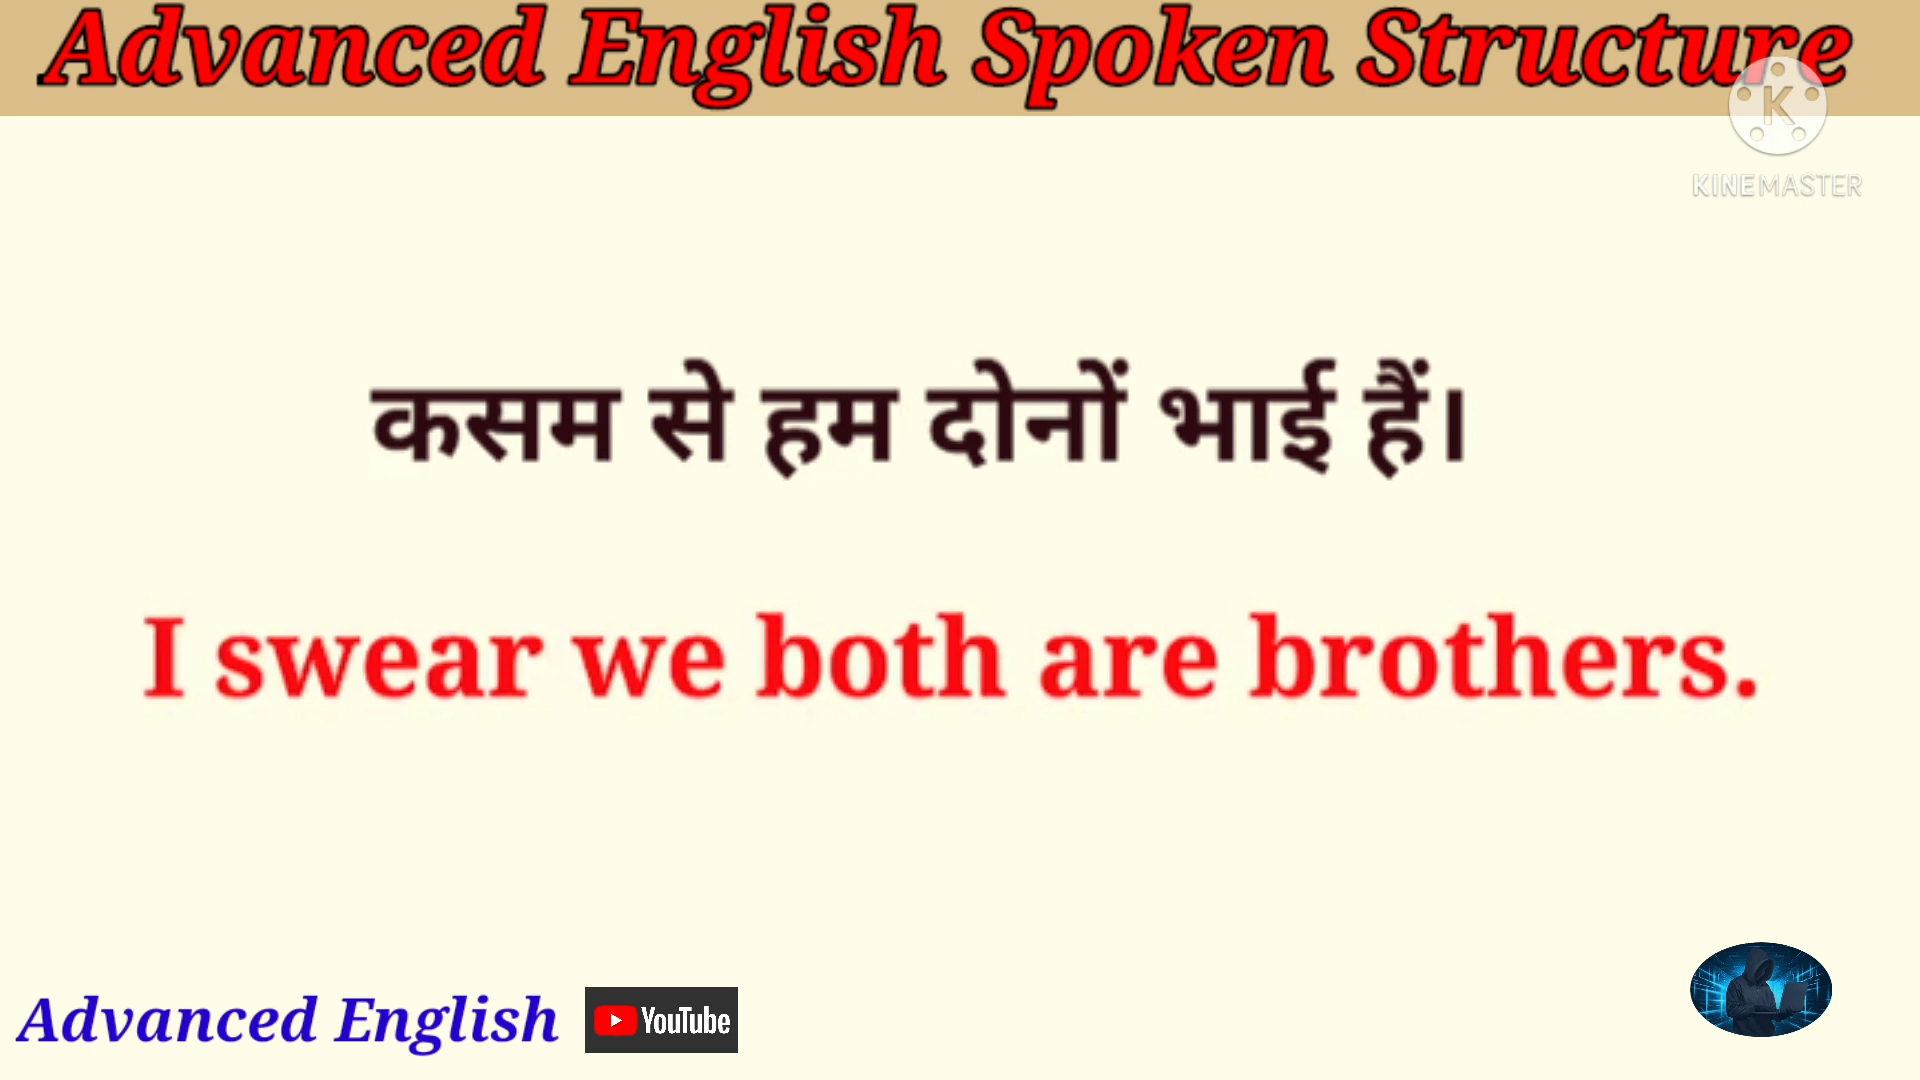 Advanced English Spoken Structure
K
KINEMASTER
कसम से हम दोनों भाई हैं।
I swear we both are brothers.
Advanced English YouTube